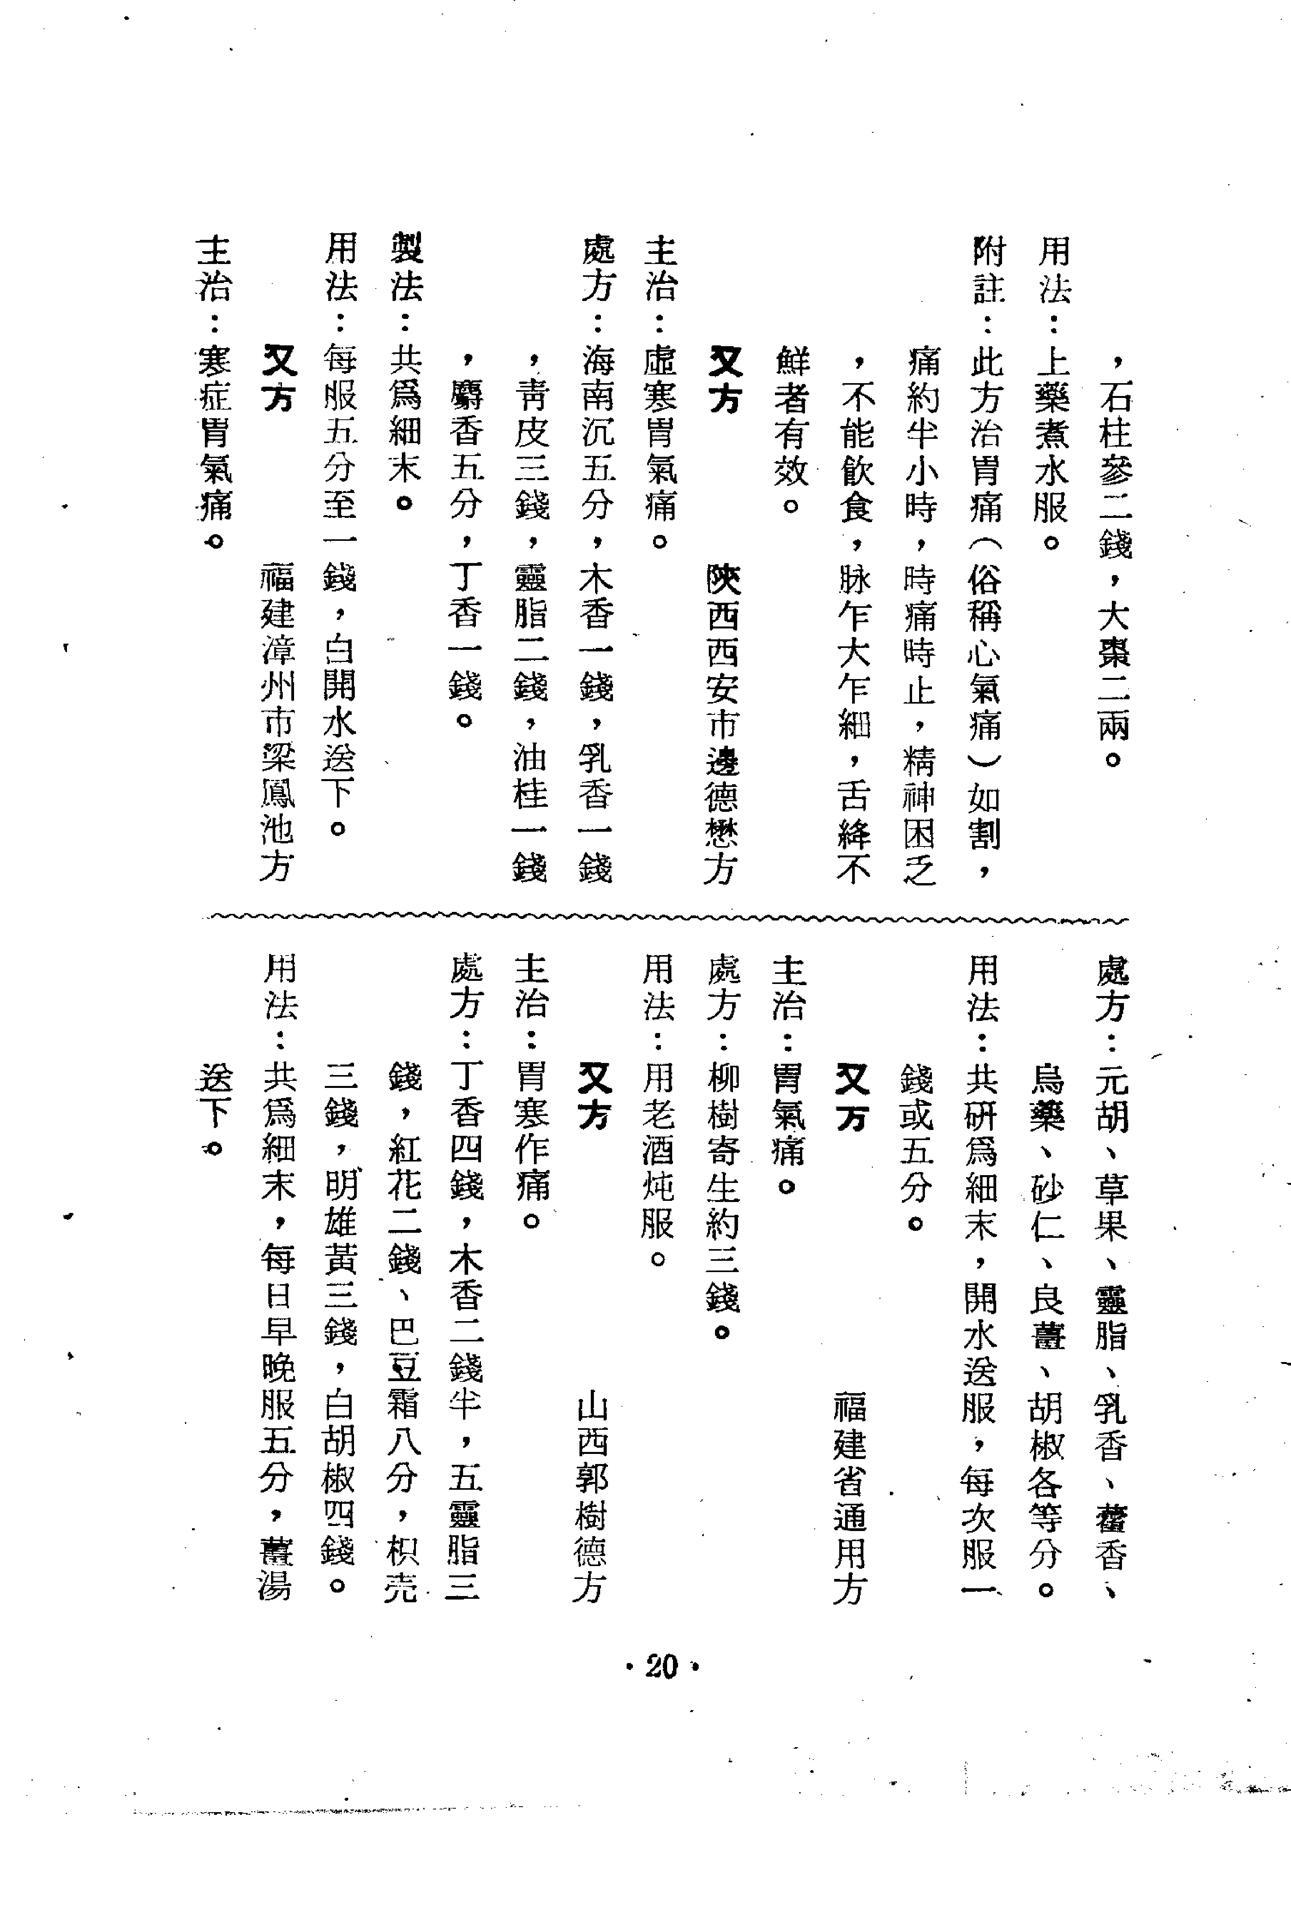 ，石柱參二錢，大棗二兩。
用法：上藥煮水服。
附註：此方治胃痛（俗稱心氣痛）如割，
痛約半小時，時痛時止，精神困乏
，不能飲食，脉乍大乍細，舌絳不
鮮者有效。
又方　陝西西安市邊德懋方
主治：虛寒胃氣痛。
處方：海南沉五分，木香一錢，乳香一錢
，靑皮三錢，靈脂二錢，油桂一錢
，麝香五分，丁香一錢。
製法：共爲細末。
用法：每服五分至一錢，白開水送下。
又方　福建漳州市梁鳳池方
主治：寒症胃氣痛。
處方：元胡、草果、靈脂、乳香、藿香、
烏藥、砂仁、良薑、胡椒各等分。
用法：共研爲細末，開水送服，每次服一
錢或五分。
又方　福建省通用方
主治：胃氣痛。
處方：柳樹寄生約三錢。
用法：用老酒炖服。
又方　山西郭樹德方
主治：胃寒作痛。
處方：丁香四錢，木香二錢半，五靈脂三
錢，紅花二錢、巴豆霜八分，枳壳
三錢，明雄黃三錢，白胡椒四錢。
用法：共爲細末，每日早晚服五分，薑湯
送下。
·20·